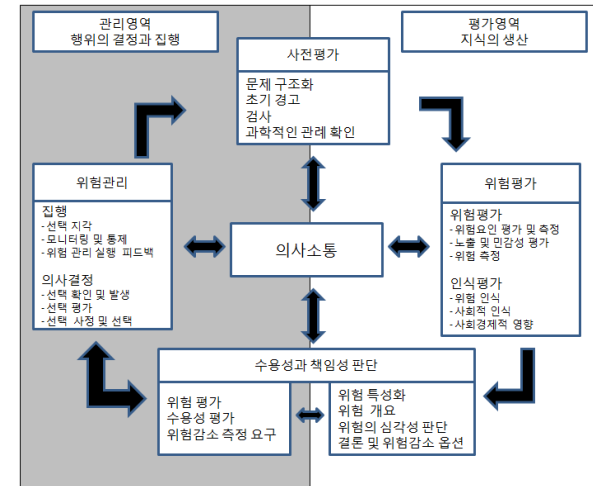 관리영역
행위의 결정과 집행
평가영역
지식의 생산
사전평가
문제 구조화
초기 경고
검사
과학적인 관례 확인
위험관리
집행
-선택 지각
-모니터링 및 통제
-위험 관리 실행 피드백
의사결정
-선택 확인 및 발생
-선택 평가
-선택 사정 및 선택
의사소통
위험평가
위험평가
-위험요인 평가 및 측정
-노출 및 민감성 평가
-위험 측정
인식평가
-위험 인식
-사회적 인식
-사회경제적 영향
수용성과 책임성 판단
위험 평가
수용성 평가
위험감소 측정 요구
위험 특성화
위험 개요
위험의 심각성 판단
결론 및 위험감소 옵션